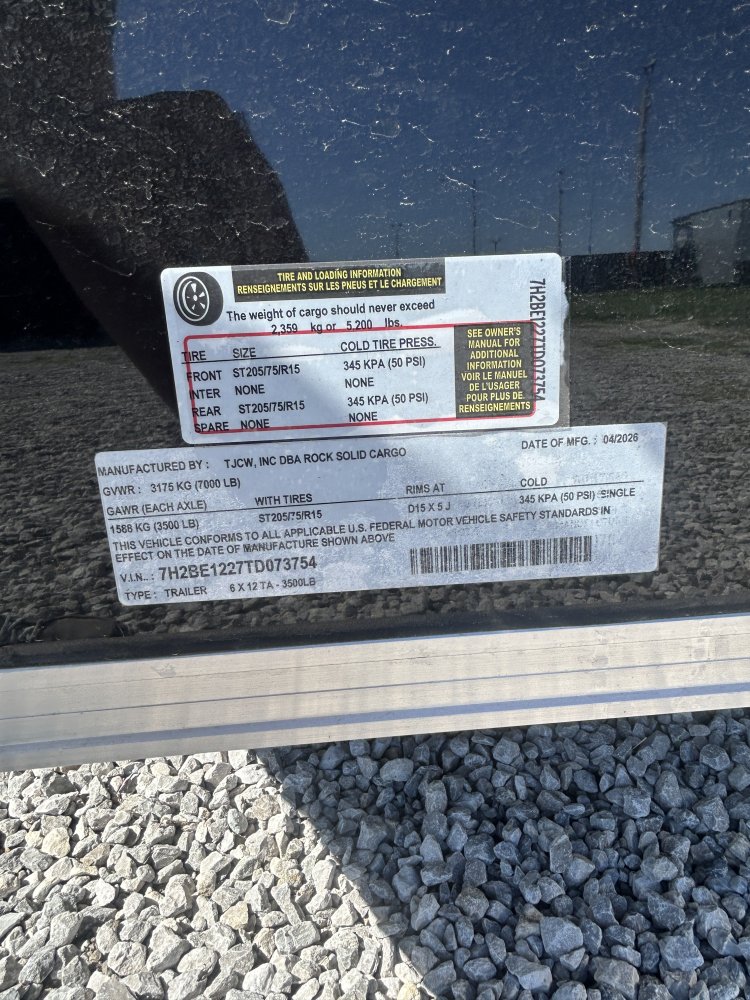 TIRE AND LOADING INFORMATION
RENSEIGNEMENTS SUR LES PNEUS ET LE CHARGEMENT
The weight of cargo should never exceed
2,359 kg or 5,200 lbs.
TIRE SIZE COLD TIRE PRESS.
FRONT ST205/75/R15 345 KPA (50 PSI)
INTER NONE NONE
REAR ST205/75/R15 345 KPA (50 PSI)
SPARE NONE NONE
SEE OWNER'S
MANUAL FOR
ADDITIONAL
INFORMATION
VOIR LE MANUEL
DE L'USAGER
POUR PLUS DE
RENSEIGNEMENTS
7H2BE1227TD073754
MANUFACTURED BY : TJCW, INC DBA ROCK SOLID CARGO DATE OF MFG. : 04/2026
GVWR : 3175 KG (7000 LB)
GAWR (EACH AXLE) WITH TIRES RIMS AT COLD
1588 KG (3500 LB) ST205/75/R15 D15 X 5 J 345 KPA (50 PSI) SINGLE
THIS VEHICLE CONFORMS TO ALL APPLICABLE U.S. FEDERAL MOTOR VEHICLE SAFETY STANDARDS IN
EFFECT ON THE DATE OF MANUFACTURE SHOWN ABOVE
V.I.N.. : 7H2BE1227TD073754
TYPE : TRAILER 6 X 12 TA - 3500LB